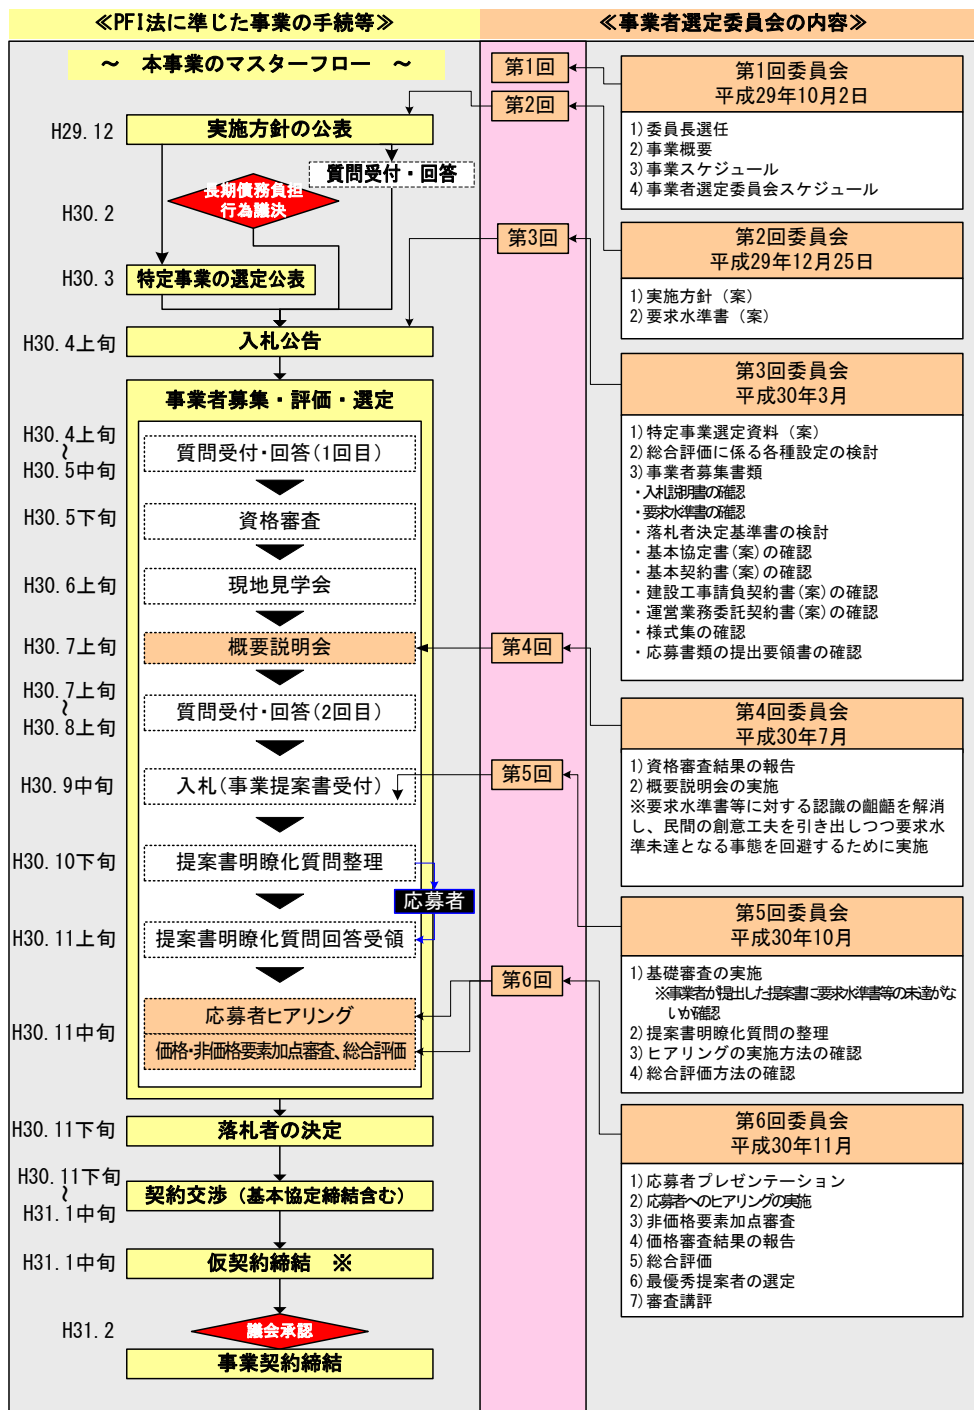 ≪PFI法に準じた事業の手続等≫
～　本事業のマスターフロー　～
H29.12
実施方針の公表
質問受付・回答
長期債務負担
行為議決
H30.2
H30.3
特定事業の選定公表
H30.4上旬
入札公告
事業者募集・評価・選定
H30.4上旬
～
H30.5中旬
質問受付・回答(1回目)
H30.5下旬
資格審査
H30.6上旬
現地見学会
H30.7上旬
概要説明会
H30.7上旬
～
H30.8上旬
質問受付・回答(2回目)
H30.9中旬
入札(事業提案書受付)
H30.10下旬
提案書明瞭化質問整理
応募者
H30.11上旬
提案書明瞭化質問回答受領
H30.11中旬
応募者ヒアリング
価格・非価格要素加点審査、総合評価
H30.11下旬
落札者の決定
H30.11下旬
～
H31.1中旬
契約交渉（基本協定締結含む）
H31.1中旬
仮契約締結　※
H31.2
議会承認
事業契約締結
≪事業者選定委員会の内容≫
第1回
第2回
第3回
第4回
第5回
第6回
第1回委員会
平成29年10月2日
1)委員長選任
2)事業概要
3)事業スケジュール
4)事業者選定委員会スケジュール
第2回委員会
平成29年12月25日
1)実施方針（案）
2)要求水準書（案）
第3回委員会
平成30年3月
1)特定事業選定資料（案）
2)総合評価に係る各種設定の検討
3)事業者募集書類
・入札説明書の確認
・要求水準書の確認
・落札者決定基準書の検討
・基本協定書(案)の確認
・基本契約書(案)の確認
・建設工事請負契約書(案)の確認
・運営業務委託契約書(案)の確認
・様式集の確認
・応募書類の提出要領書の確認
第4回委員会
平成30年7月
1)資格審査結果の報告
2)概要説明会の実施
※要求水準書等に対する認識の齟齬を解消
し、民間の創意工夫を引き出しつつ要求水
準未達となる事態を回避するために実施
第5回委員会
平成30年10月
1)基礎審査の実施
※事業者が提出した提案書に要求水準書等の未達がな
いか確認
2)提案書明瞭化質問の整理
3)ヒアリングの実施方法の確認
4)総合評価方法の確認
第6回委員会
平成30年11月
1)応募者プレゼンテーション
2)応募者へのヒアリングの実施
3)非価格要素加点審査
4)価格審査結果の報告
5)総合評価
6)最優秀提案者の選定
7)審査講評